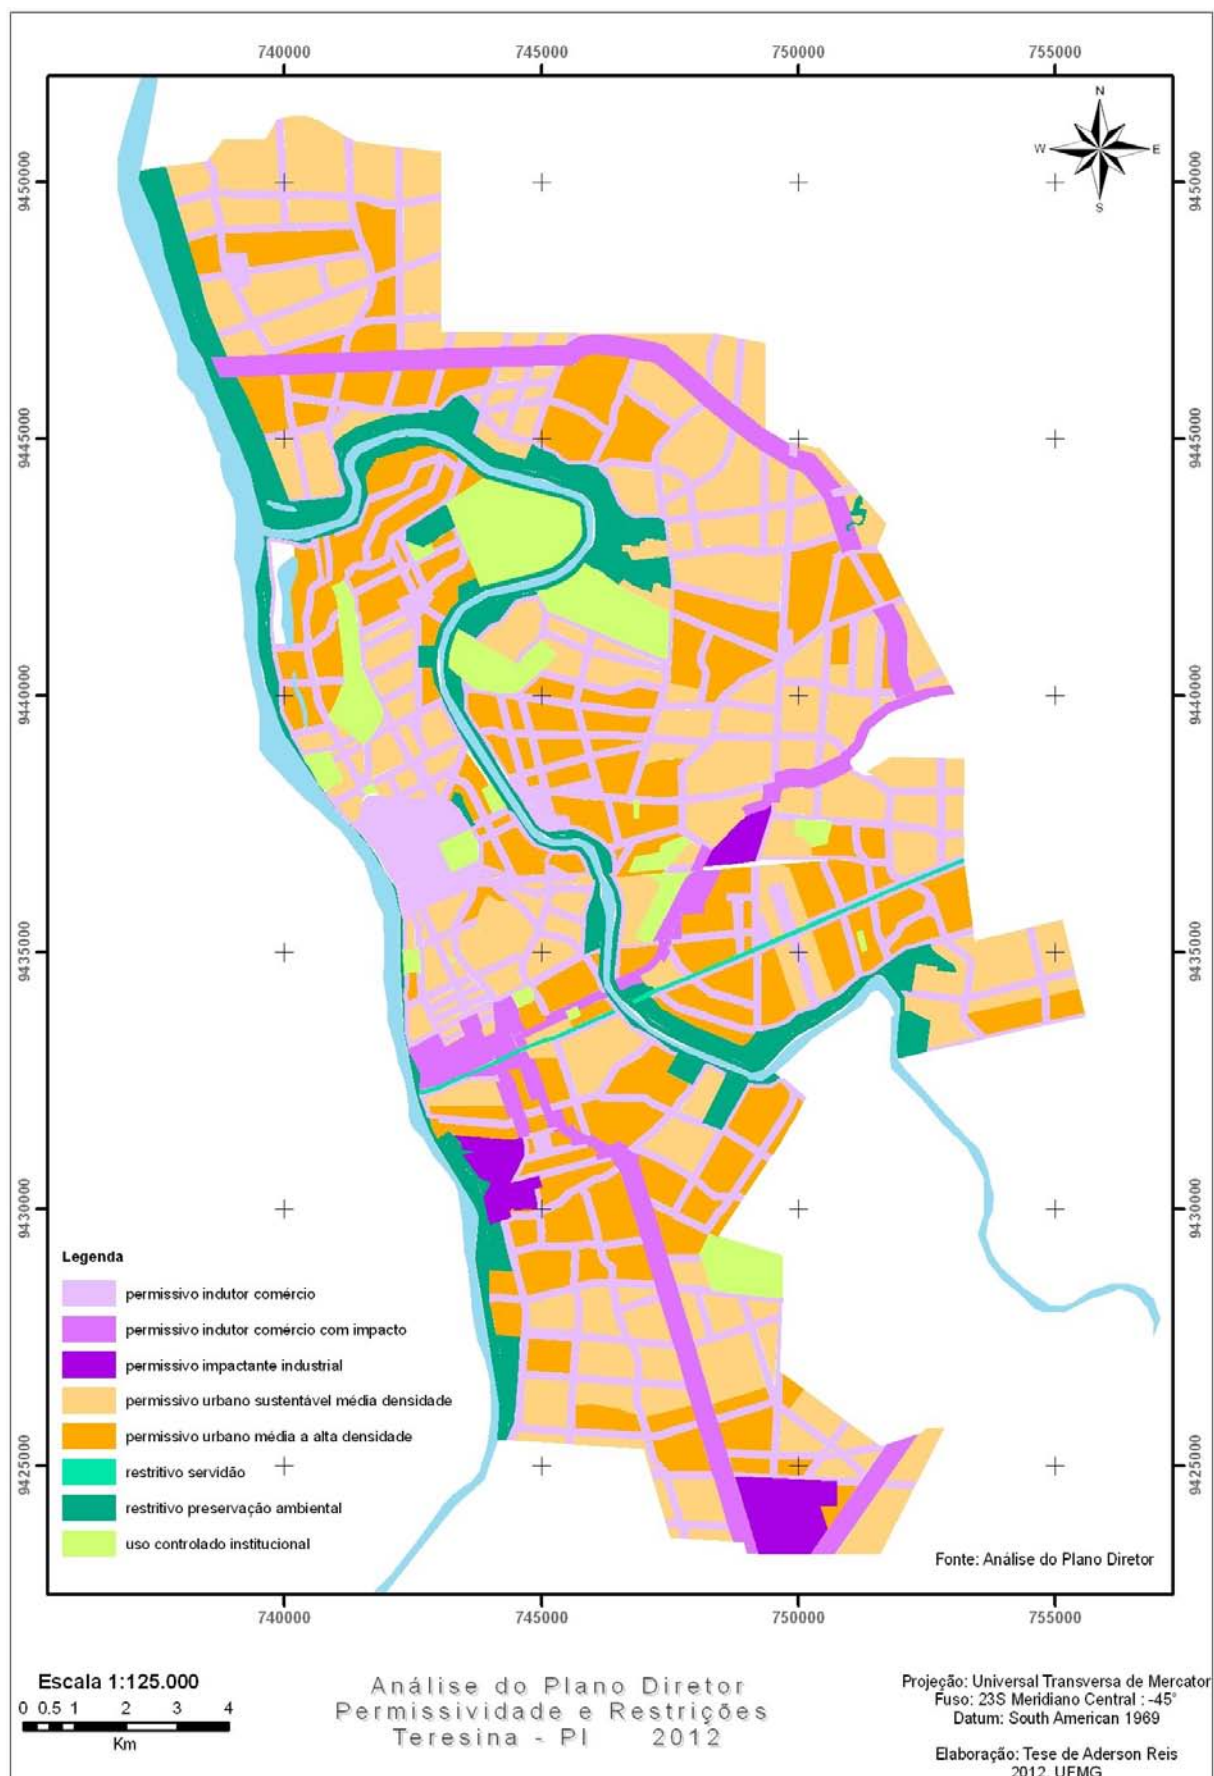 740000 745000 750000 755000
N
W E
S
9450000 9450000
9445000 9445000
9440000 9440000
9435000 9435000
9430000 9430000
9425000 9425000
Legenda
permissivo indutor comércio
permissivo indutor comércio com impacto
permissivo impactante industrial
permissivo urbano sustentável média densidade
permissivo urbano média a alta densidade
restritivo servidão
restritivo preservação ambiental
uso controlado institucional
Fonte: Análise do Plano Diretor
740000 745000 750000 755000
Escala 1:125.000
0 0.5 1 2 3 4
Km
Análise do Plano Diretor
Permissividade e Restrições
Teresina - PI 2012
Projeção: Universal Transversa de Mercator
Fuso: 23S Meridiano Central : -45°
Datum: South American 1969
Elaboração: Tese de Aderson Reis
2012, UFMG